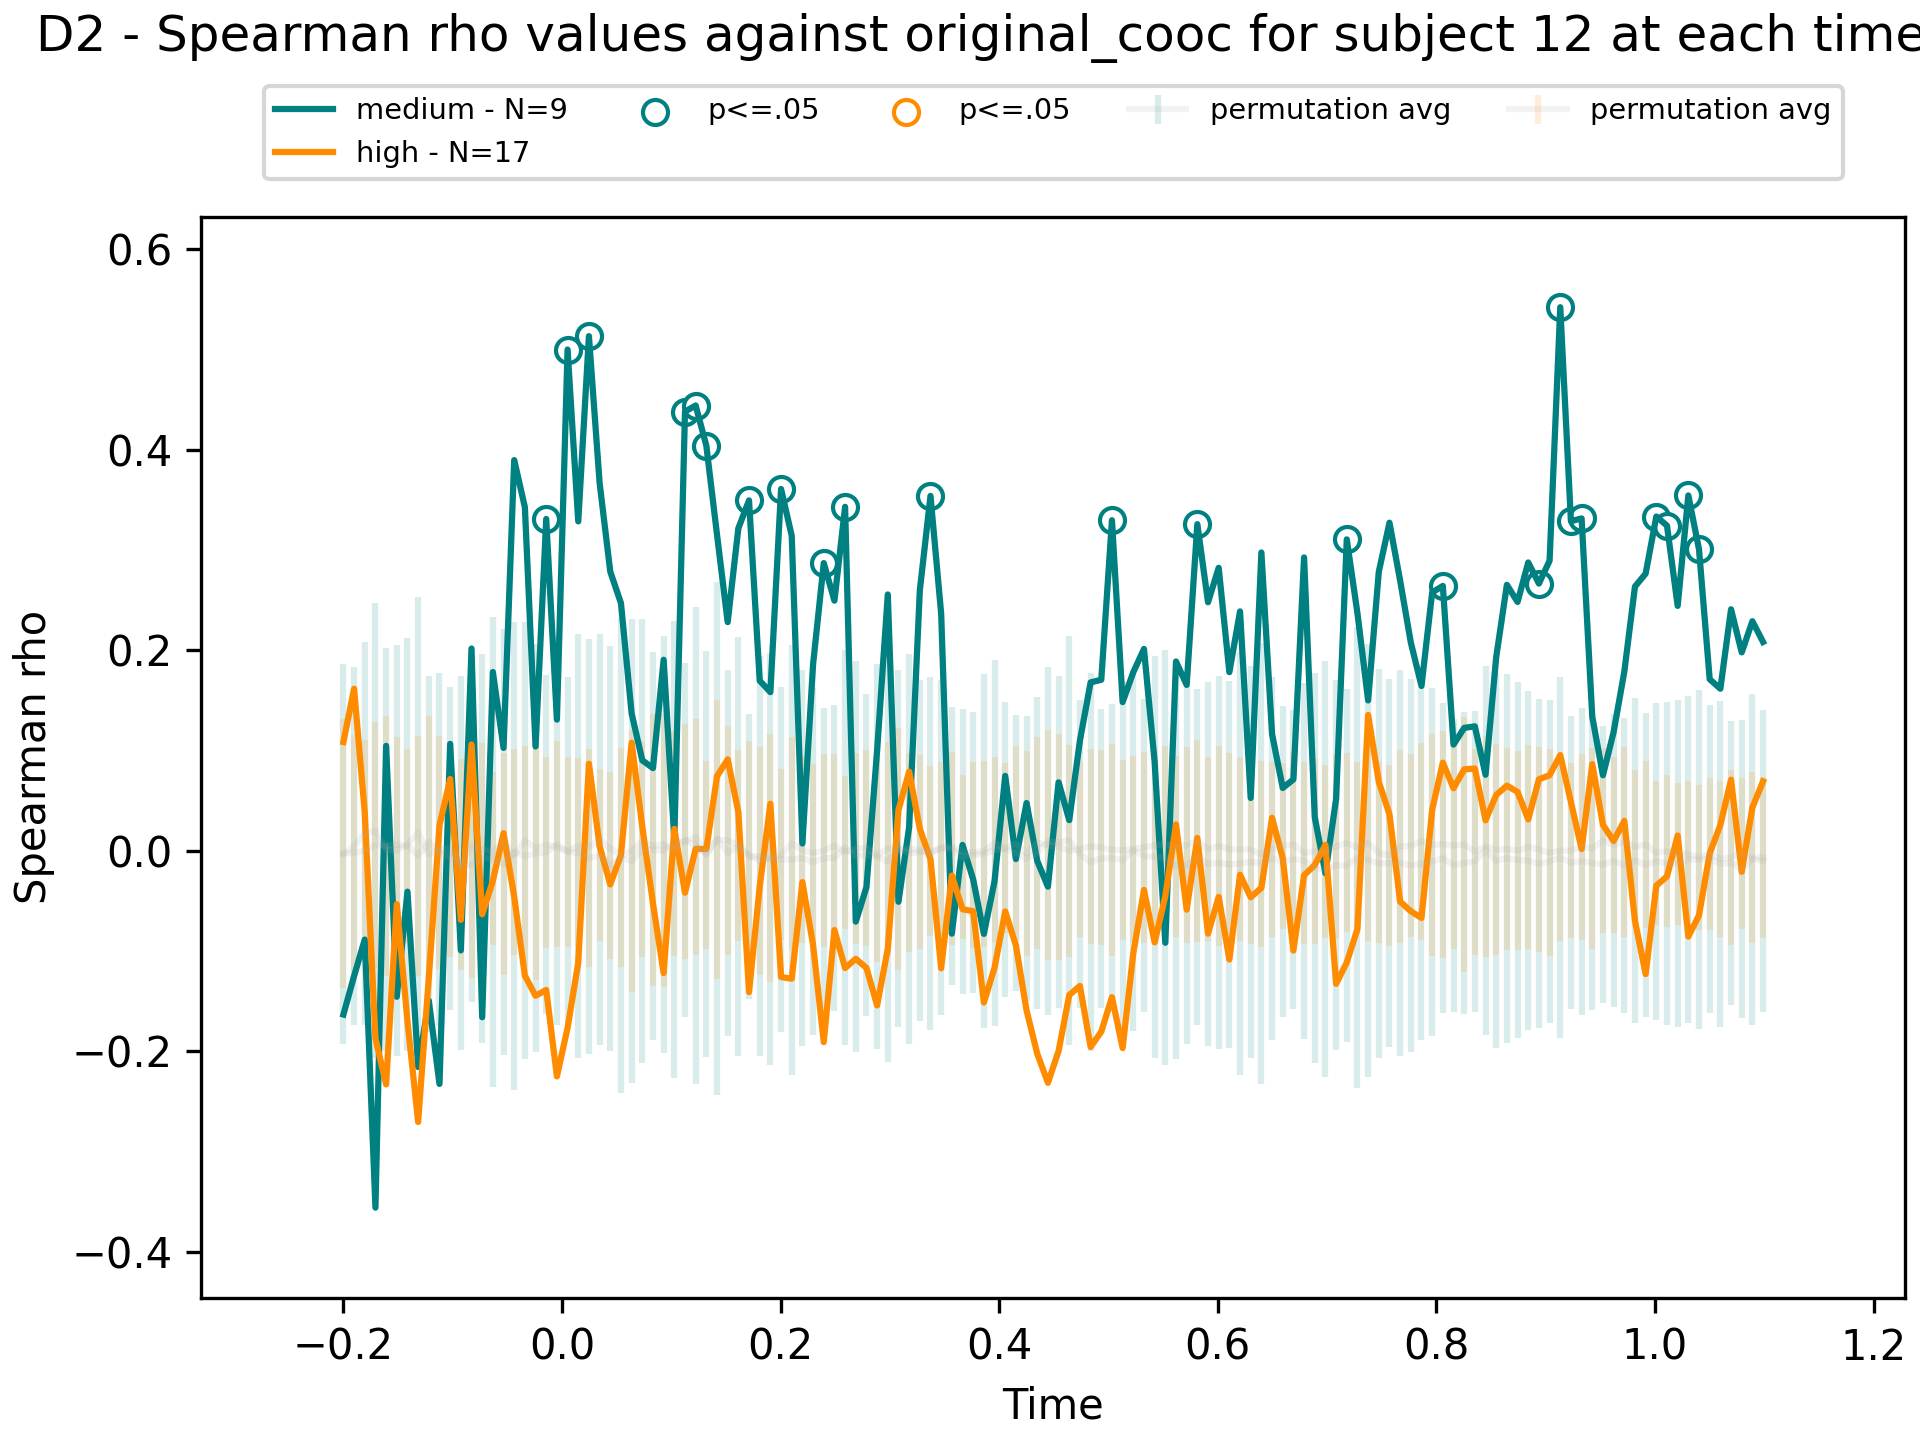 D2 - Spearman rho values against original_cooc for subject 12 at each time
medium - N=9
high - N=17
p<=.05
p<=.05
permutation avg
permutation avg
Spearman rho
0.6
0.4
0.2
0.0
−0.2
−0.4
−0.2
0.0
0.2
0.4
0.6
0.8
1.0
1.2
Time